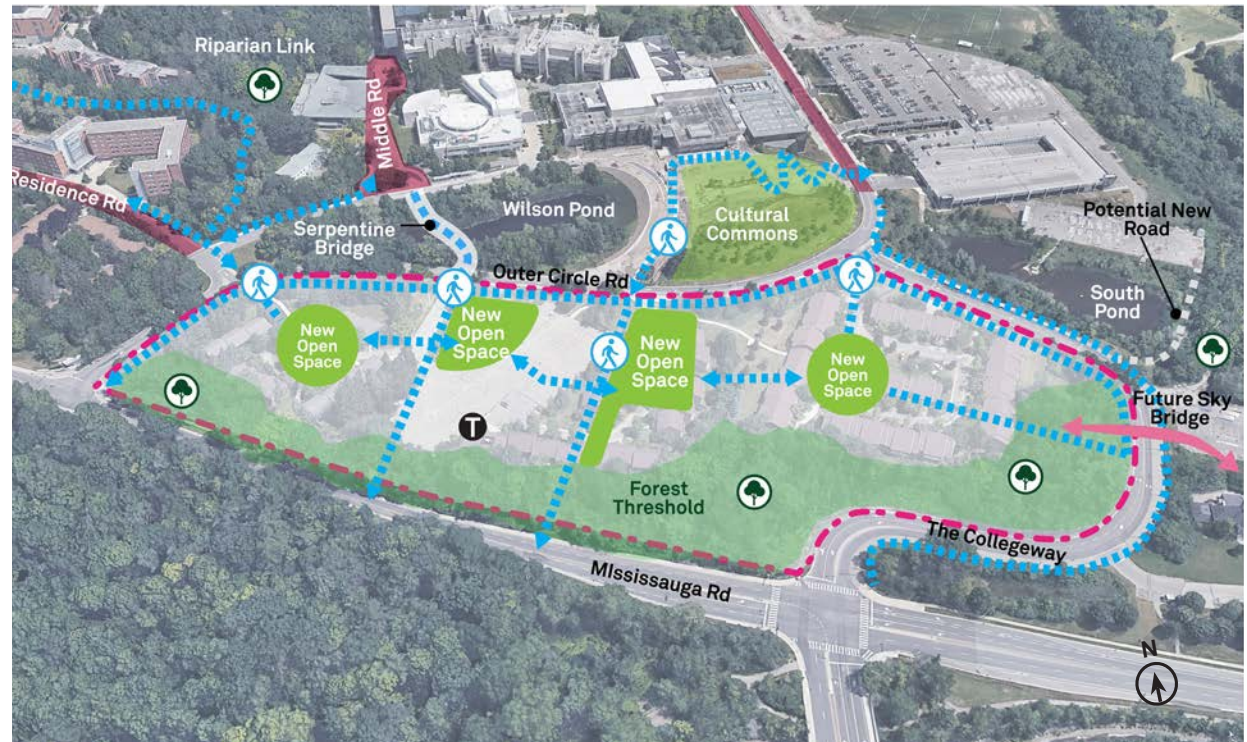 Riparian Link
Middle Rd
Residence Rd
Serpentine
Bridge
Wilson Pond
Cultural
Commons
Potential New
Road
South
Pond
Outer Circle Rd
New
Open
Space
New
Open
Space
New
Open
Space
New
Open
Space
Future Sky
Bridge
T
Forest
Threshold
The Collegeway
MIssissauga Rd
N